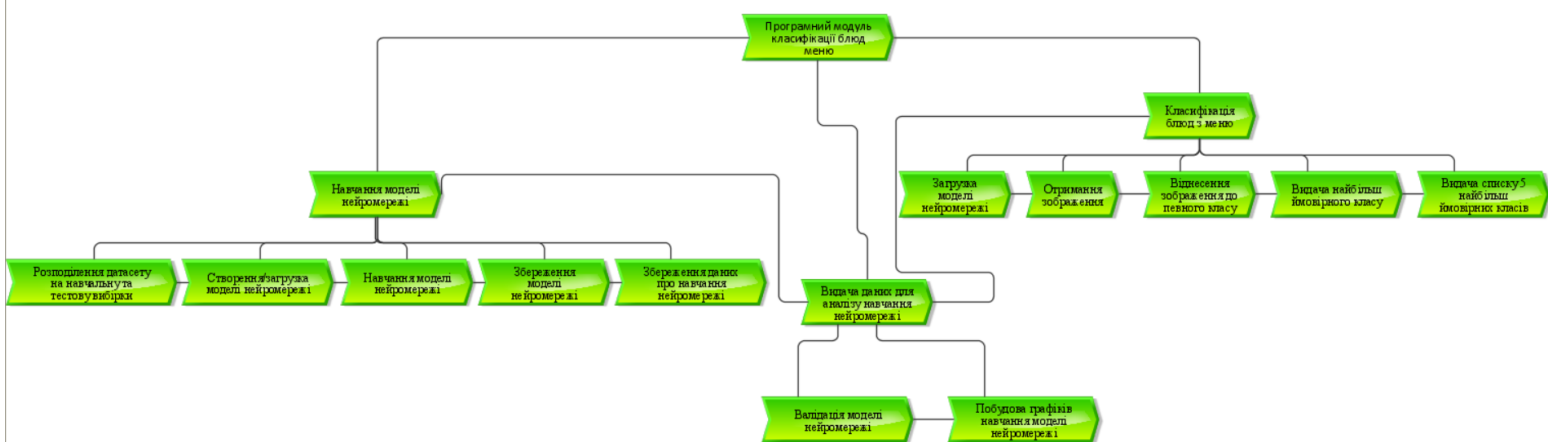 Програмний модуль
класифікації блюд
меню
Класифікація
блюд з меню
Навчання моделі
нейромережі
Загрузка
моделі
нейромережі
Отримання
зображення
Віднесення
зображення до
певного класу
Видача найбільш
ймовірного класу
Видача списку 5
найбільш
ймовірних класів
Розподілення датасету
на навчальну та
тестову вибірки
Створення/загрузка
моделі нейромережі
Навчання моделі
нейромережі
Збереження
моделі
нейромережі
Збереження даних
про навчання
нейромережі
Видача даних для
аналізу навчання
нейромережі
Валідація моделі
нейромережі
Побудова графіків
навчання моделі
нейромережі